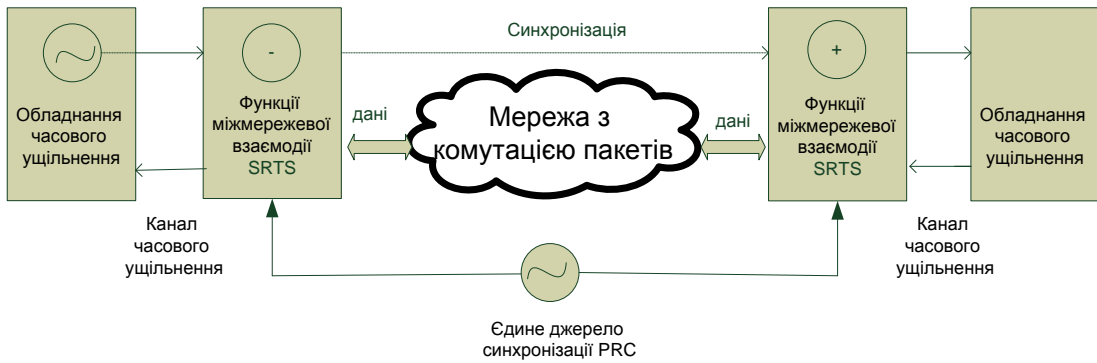 Обладнання
часового
ущільнення
-
Функції
міжмережевої
взаємодії
SRTS
Синхронізація
дані
Мережа з
комутацією пакетів
дані
+
Функції
міжмережевої
взаємодії
SRTS
Обладнання
часового
ущільнення
Канал
часового
ущільнення
Канал
часового
ущільнення
Єдине джерело
синхронізації PRC